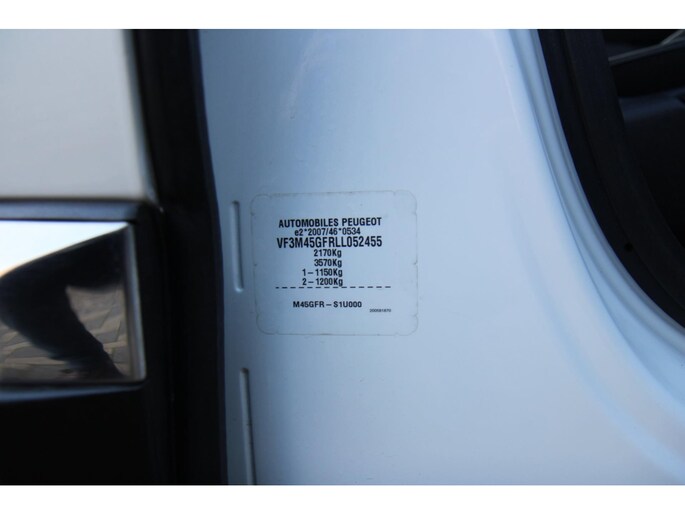 AUTOMOBILES PEUGEOT
e2*2007/46*0534
VF3M45GFRLL052455
2170Kg
3570Kg
1-1150Kg
2-1200Kg
M45GFR-S1U000